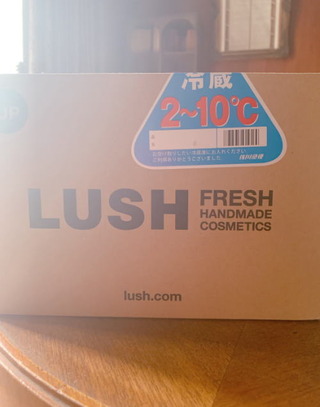 冷蔵
2~10℃
LUSH
FRESH
HANDMADE
COSMETICS
lush.com